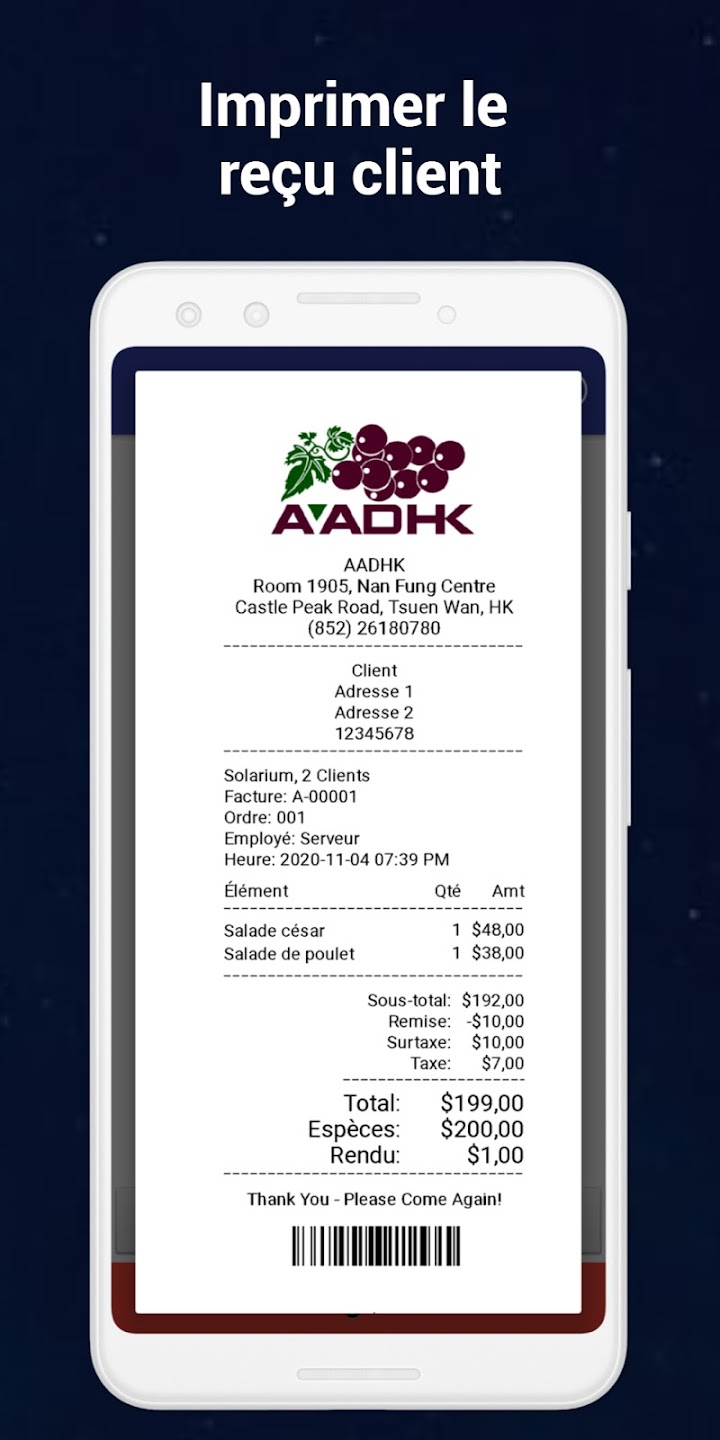 Imprimer le
reçu client
AADHK
AADHK
Room 1905, Nan Fung Centre
Castle Peak Road, Tsuen Wan, HK
(852) 26180780
Client
Adresse 1
Adresse 2
12345678
Solarium, 2 Clients
Facture: A-00001
Ordre: 001
Employé: Serveur
Heure: 2020-11-04 07:39 PM
Élément Qté Amt
Salade césar 1 $48,00
Salade de poulet 1 $38,00
Sous-total: $192,00
Remise: -$10,00
Surtaxe: $10,00
Taxe: $7,00
Total: $199,00
Espèces: $200,00
Rendu: $1,00
Thank You - Please Come Again!